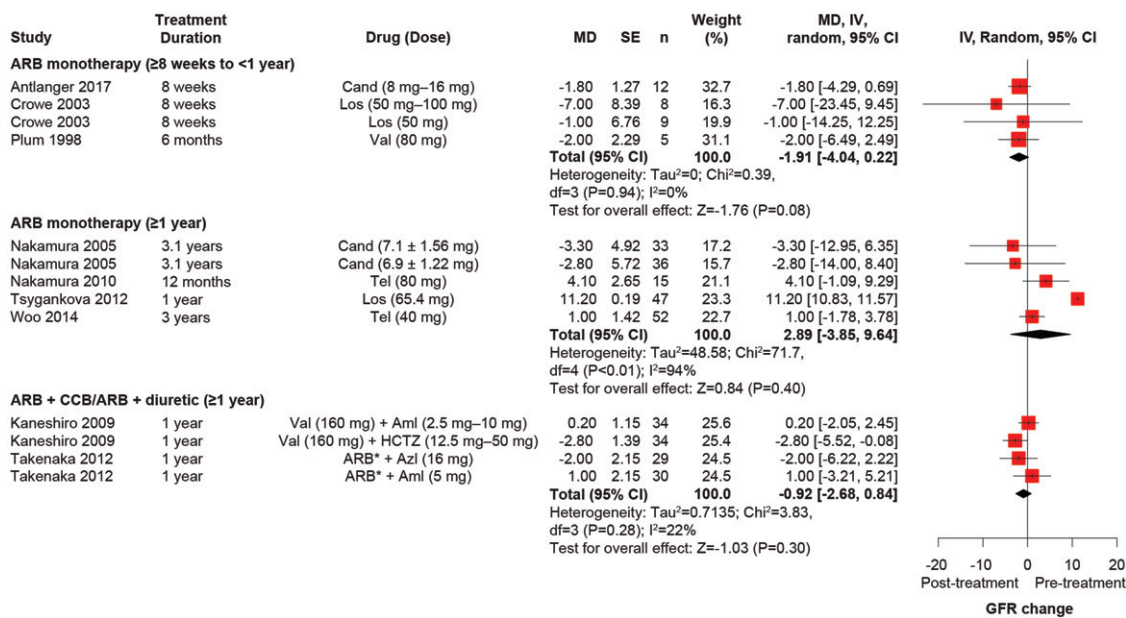 Study Treatment Duration Drug (Dose) MD SE n Weight (%) MD, IV, random, 95% CI IV, Random, 95% CI
ARB monotherapy (≥8 weeks to <1 year)
Antlanger 2017 8 weeks Cand (8 mg–16 mg) -1.80 1.27 12 32.7 -1.80 [-4.29, 0.69]
Crowe 2003 8 weeks Los (50 mg–100 mg) -7.00 8.39 8 16.3 -7.00 [-23.45, 9.45]
Crowe 2003 8 weeks Los (50 mg) -1.00 6.76 9 19.9 -1.00 [-14.25, 12.25]
Plum 1998 6 months Val (80 mg) -2.00 2.29 5 31.1 -2.00 [-6.49, 2.49]
Total (95% CI) 100.0 -1.91 [-4.04, 0.22]
Heterogeneity: Tau²=0; Chi²=0.39,
df=3 (P=0.94); I²=0%
Test for overall effect: Z=-1.76 (P=0.08)
ARB monotherapy (≥1 year)
Nakamura 2005 3.1 years Cand (7.1 ± 1.56 mg) -3.30 4.92 33 17.2 -3.30 [-12.95, 6.35]
Nakamura 2005 3.1 years Cand (6.9 ± 1.22 mg) -2.80 5.72 36 15.7 -2.80 [-14.00, 8.40]
Nakamura 2010 12 months Tel (80 mg) 4.10 2.65 15 21.1 4.10 [-1.09, 9.29]
Tsygankova 2012 1 year Los (65.4 mg) 11.20 0.19 47 23.3 11.20 [10.83, 11.57]
Woo 2014 3 years Tel (40 mg) 1.00 1.42 52 22.7 1.00 [-1.78, 3.78]
Total (95% CI) 100.0 2.89 [-3.85, 9.64]
Heterogeneity: Tau²=48.58; Chi²=71.7,
df=4 (P<0.01); I²=94%
Test for overall effect: Z=0.84 (P=0.40)
ARB + CCB/ARB + diuretic (≥1 year)
Kaneshiro 2009 1 year Val (160 mg) + Aml (2.5 mg–10 mg) 0.20 1.15 34 25.6 0.20 [-2.05, 2.45]
Kaneshiro 2009 1 year Val (160 mg) + HCTZ (12.5 mg–50 mg) -2.80 1.39 34 25.4 -2.80 [-5.52, -0.08]
Takenaka 2012 1 year ARB* + Azl (16 mg) -2.00 2.15 29 24.5 -2.00 [-6.22, 2.22]
Takenaka 2012 1 year ARB* + Aml (5 mg) 1.00 2.15 30 24.5 1.00 [-3.21, 5.21]
Total (95% CI) 100.0 -0.92 [-2.68, 0.84]
Heterogeneity: Tau²=0.7135; Chi²=3.83,
df=3 (P=0.28); I²=22%
Test for overall effect: Z=-1.03 (P=0.30)
-20 -10 0 10 20
Post-treatment Pre-treatment
GFR change